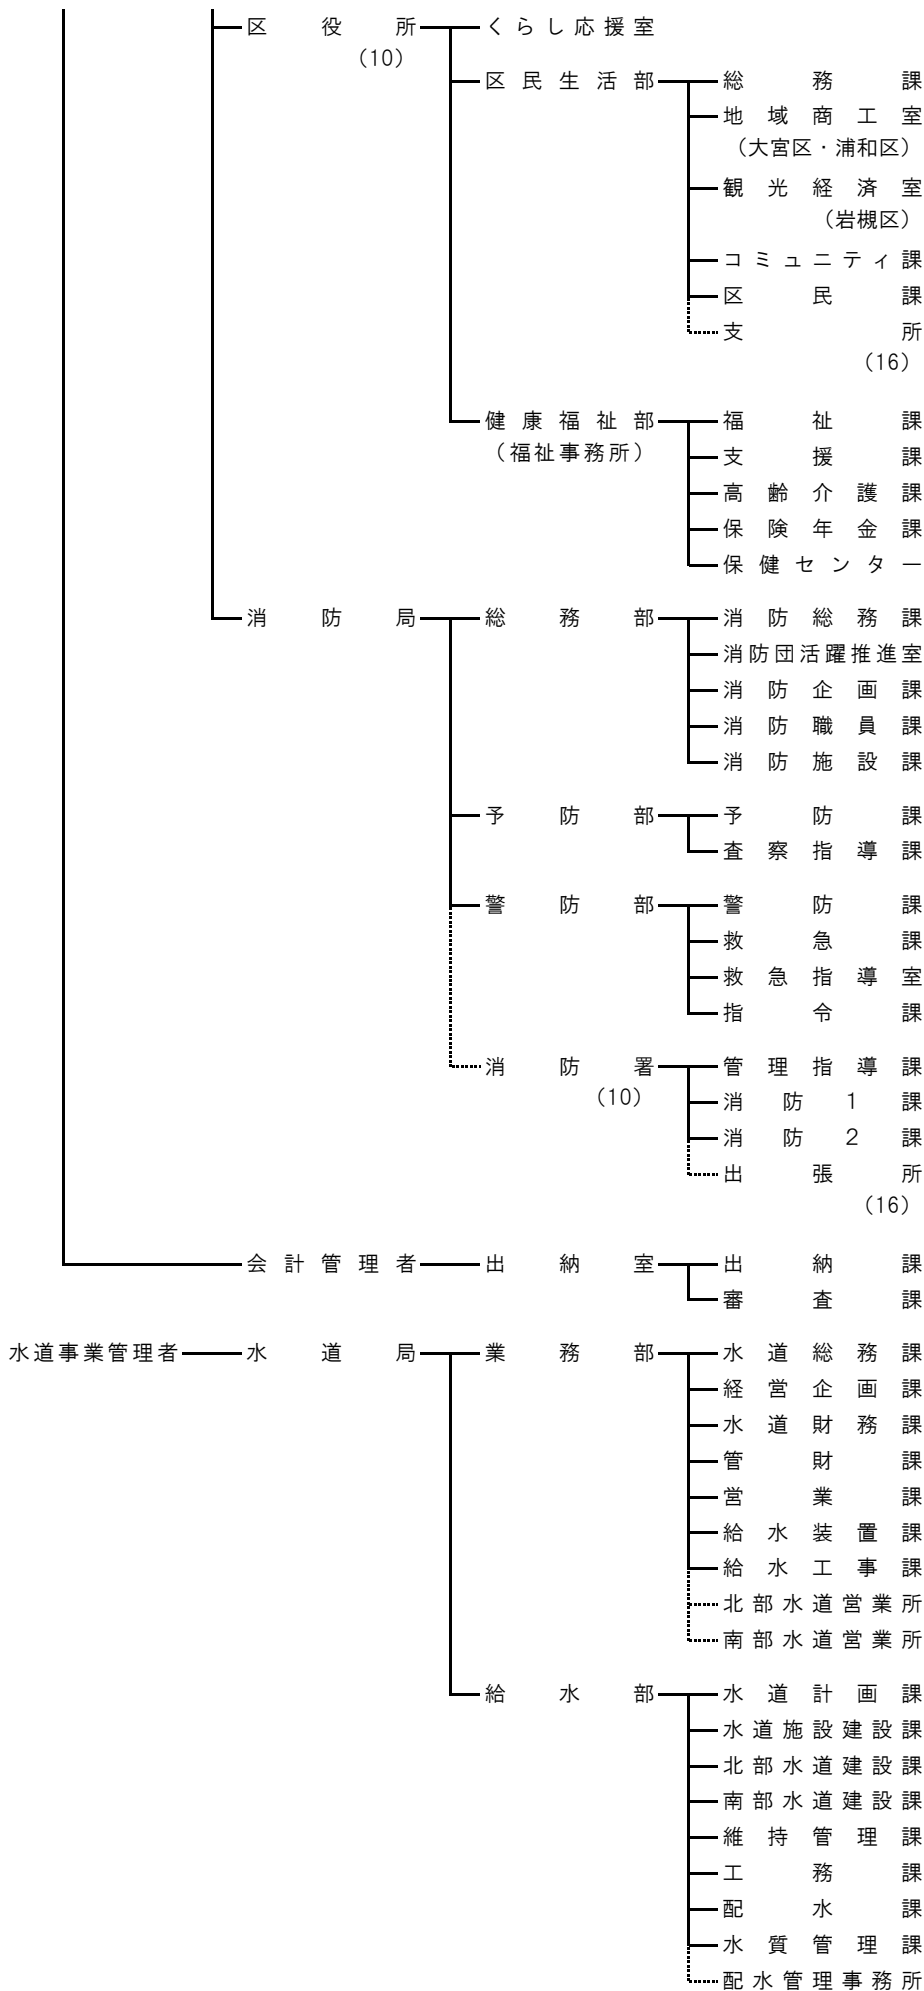 区役所 くらし応援室
(10)
区民生活部 総務課
地域商工室
(大宮区・浦和区)
観光経済室
(岩槻区)
コミュニティ課
区民課
支所
(16)
健康福祉部 福祉課
(福祉事務所)
支援課
高齢介護課
保険年金課
保健センター
消防局 総務部 消防総務課
消防団活躍推進室
消防企画課
消防職員課
消防施設課
予防部 予防課
査察指導課
警防部 警防課
救急課
救急指導室
指令課
消防署 管理指導課
(10)
消防1課
消防2課
出張所
(16)
会計管理者 出納室 出納課
審査課
水道事業管理者 水道局 業務部 水道総務課
経営企画課
水道財務課
管財課
営業課
給水装置課
給水工事課
北部水道営業所
南部水道営業所
給水部 水道計画課
水道施設建設課
北部水道建設課
南部水道建設課
維持管理課
工務課
配水課
水質管理課
配水管理事務所